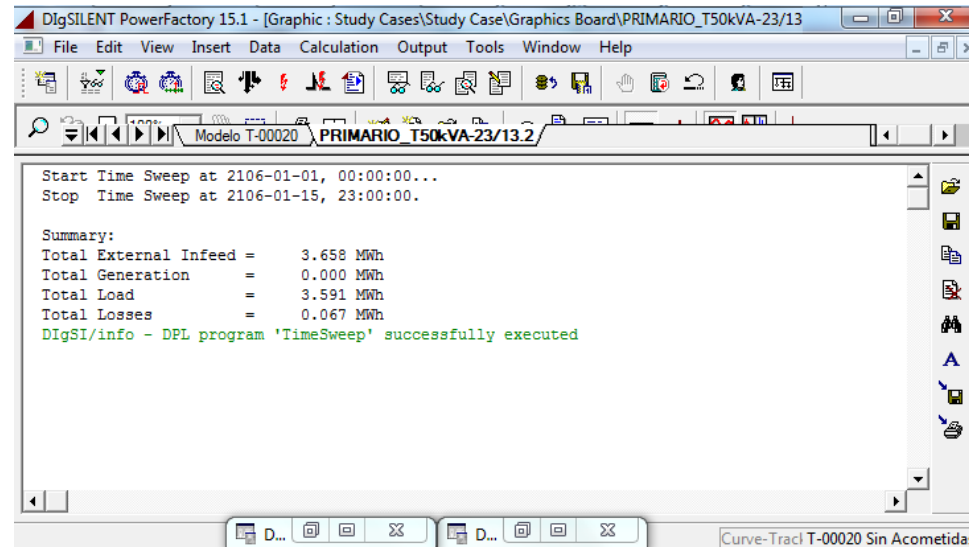 DIgSILENT PowerFactory 15.1 - [Graphic : Study Cases\Study Case\Graphics Board\PRIMARIO_T50kVA-23/13
File Edit View Insert Data Calculation Output Tools Window Help
Modelo T-00020 PRIMARIO_T50kVA-23/13.2
Start Time Sweep at 2106-01-01, 00:00:00...
Stop Time Sweep at 2106-01-15, 23:00:00.
Summary:
Total External Infeed = 3.658 MWh
Total Generation = 0.000 MWh
Total Load = 3.591 MWh
Total Losses = 0.067 MWh
DIgSI/info - DPL program 'TimeSweep' successfully executed
D... D...
Curve-Tracl T-00020 Sin Acometida